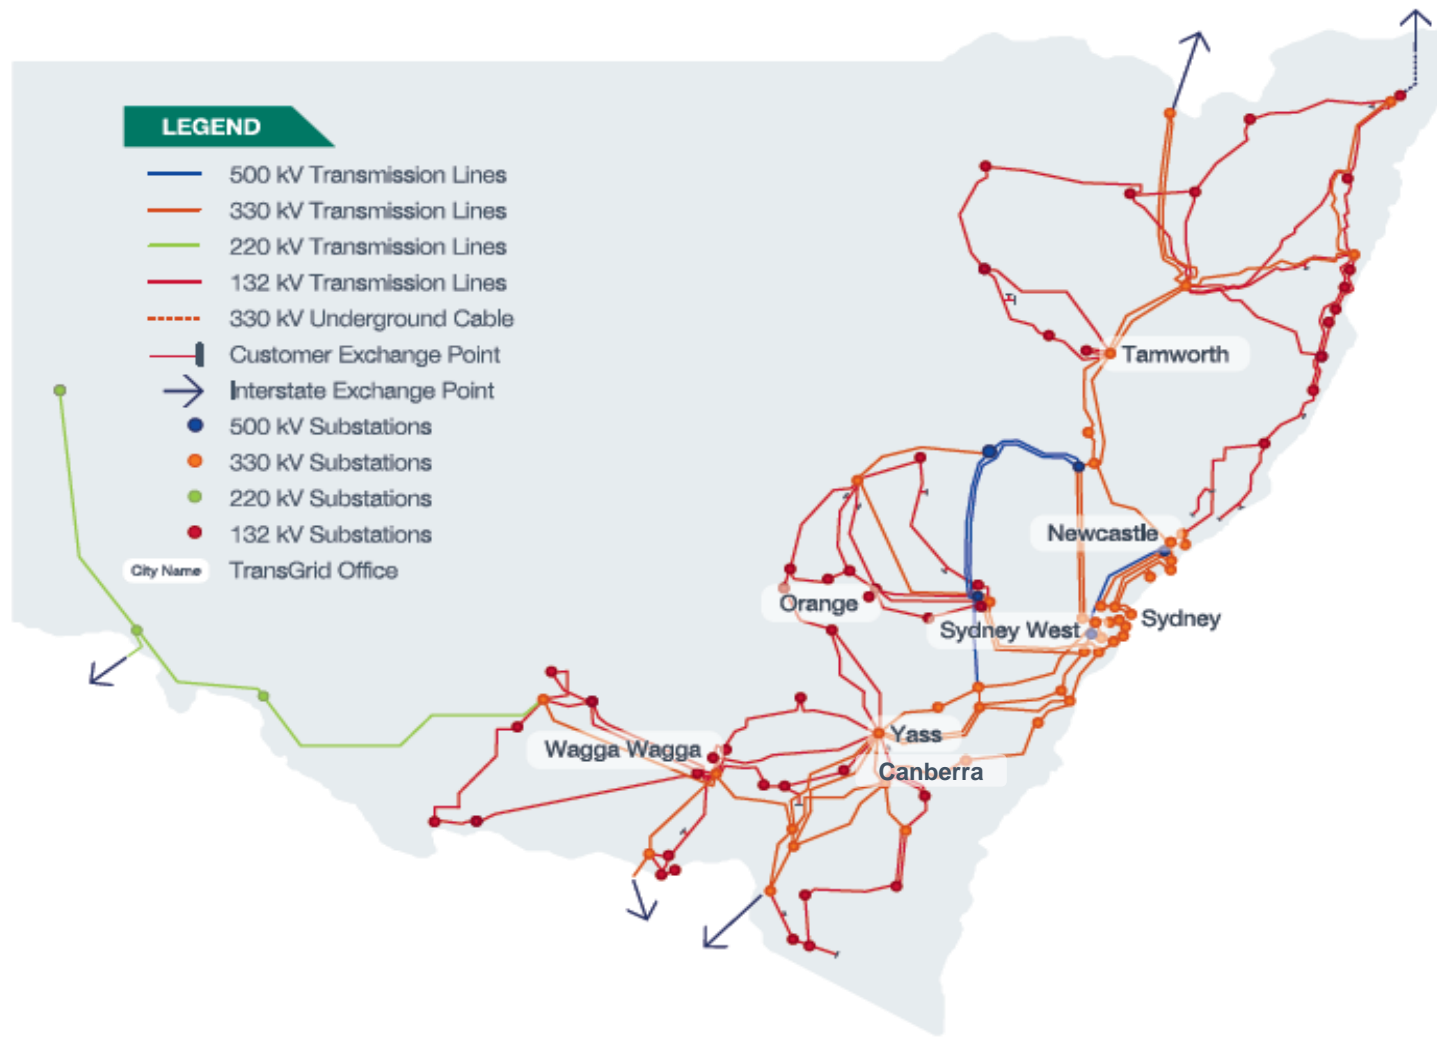 LEGEND
500 kV Transmission Lines
330 kV Transmission Lines
220 kV Transmission Lines
132 kV Transmission Lines
330 kV Underground Cable
Customer Exchange Point
Interstate Exchange Point
500 kV Substations
330 kV Substations
220 kV Substations
132 kV Substations
City Name TransGrid Office
Tamworth
Newcastle
Orange
Sydney West
Sydney
Yass
Wagga Wagga
Canberra